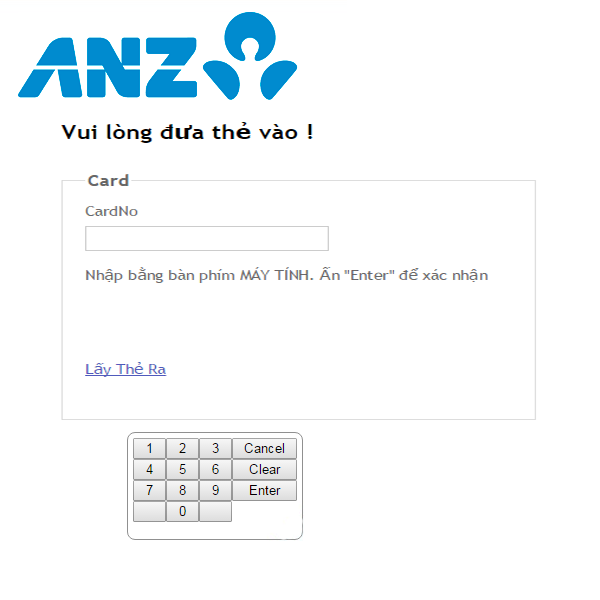 ANZ
Vui lòng đưa thẻ vào !
Card
CardNo
Nhập bằng bàn phím MÁY TÍNH. Ấn "Enter" để xác nhận
Lấy Thẻ Ra
1 2 3 Cancel
4 5 6 Clear
7 8 9 Enter
0